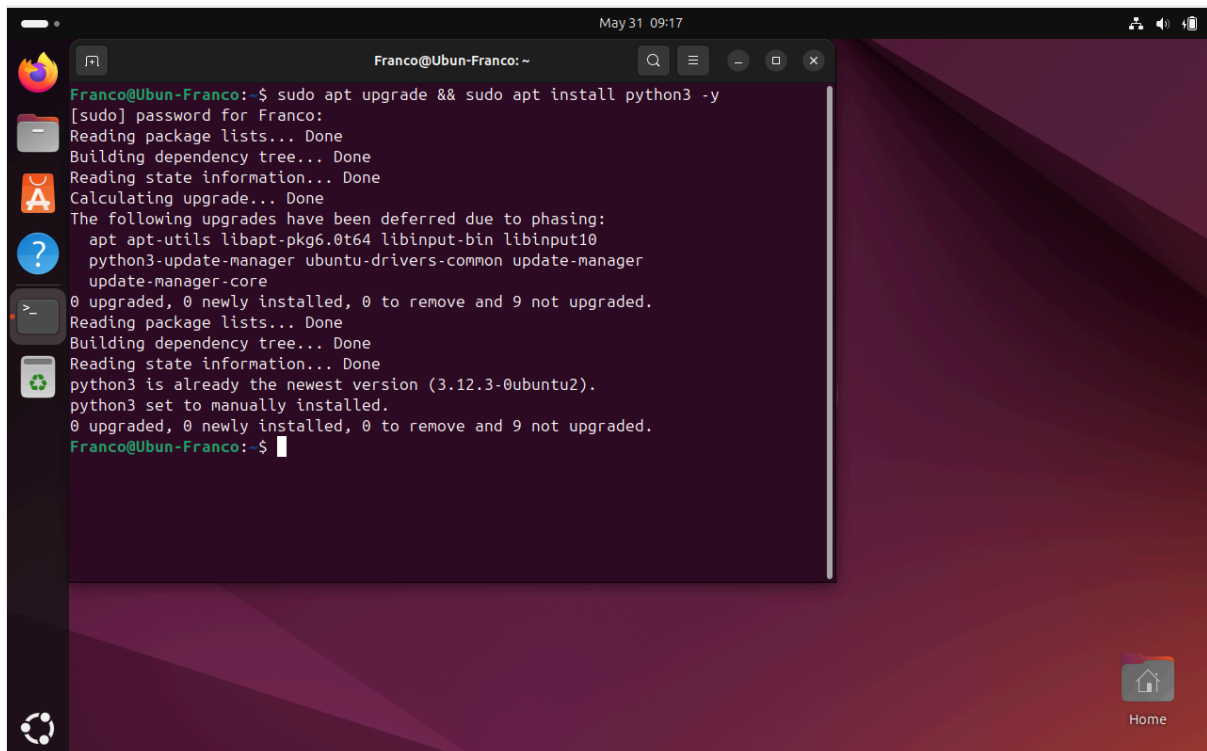 May 31 09:17
Franco@Ubun-Franco: ~
Franco@Ubun-Franco:~$ sudo apt upgrade && sudo apt install python3 -y
[sudo] password for Franco:
Reading package lists... Done
Building dependency tree... Done
Reading state information... Done
Calculating upgrade... Done
The following upgrades have been deferred due to phasing:
  apt apt-utils libapt-pkg6.0t64 libinput-bin libinput10
  python3-update-manager ubuntu-drivers-common update-manager
  update-manager-core
0 upgraded, 0 newly installed, 0 to remove and 9 not upgraded.
Reading package lists... Done
Building dependency tree... Done
Reading state information... Done
python3 is already the newest version (3.12.3-0ubuntu2).
python3 set to manually installed.
0 upgraded, 0 newly installed, 0 to remove and 9 not upgraded.
Franco@Ubun-Franco:~$
Home